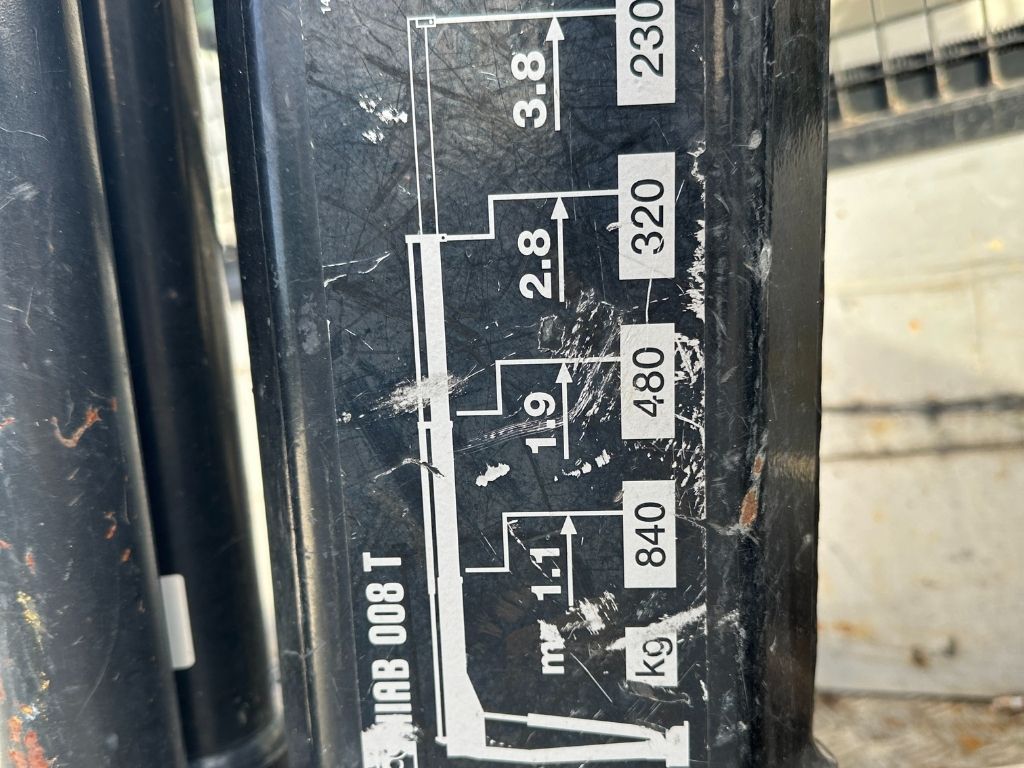 HIAB 008 T
m 1.1 1.9 2.8 3.8
kg 840 480 320 230